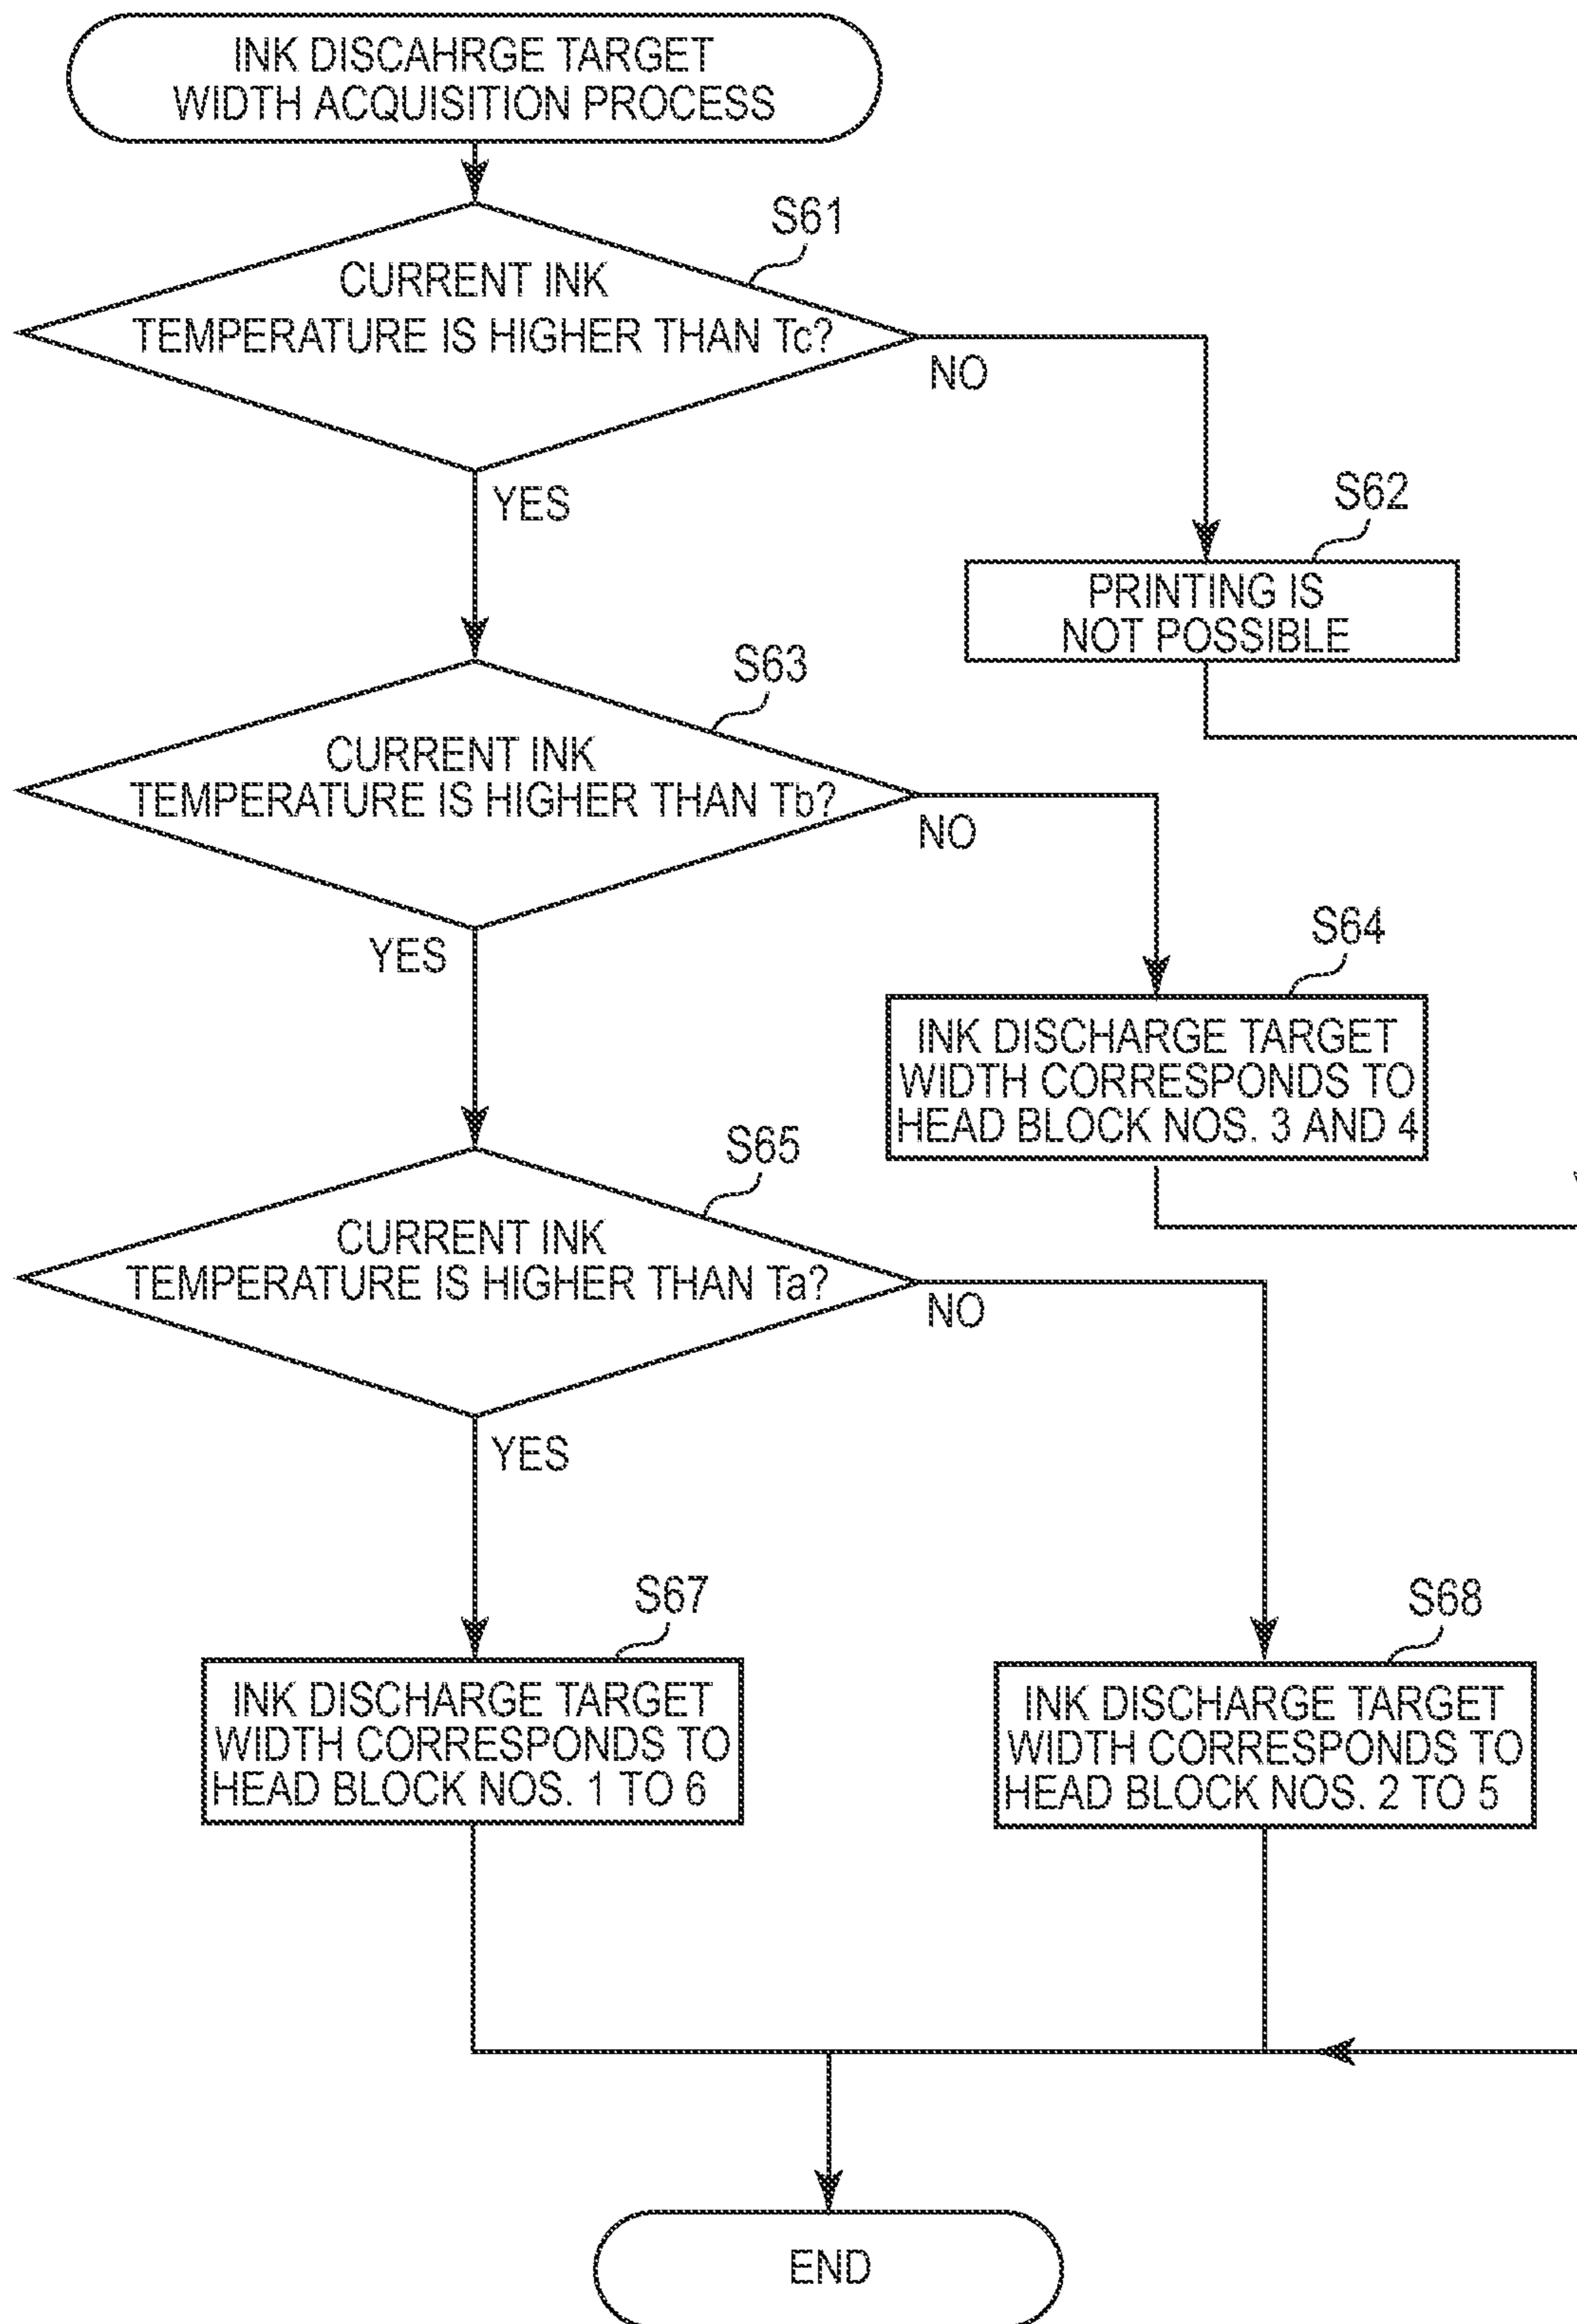 INK DISCAHRGE TARGET
WIDTH ACQUISITION PROCESS
S61
CURRENT INK
TEMPERATURE IS HIGHER THAN Tc?
NO
YES
S62
PRINTING IS
NOT POSSIBLE
S63
CURRENT INK
TEMPERATURE IS HIGHER THAN Tb?
NO
YES
S64
INK DISCHARGE TARGET
WIDTH CORRESPONDS TO
HEAD BLOCK NOS. 3 AND 4
S65
CURRENT INK
TEMPERATURE IS HIGHER THAN Ta?
NO
YES
S67
INK DISCHARGE TARGET
WIDTH CORRESPONDS TO
HEAD BLOCK NOS. 1 TO 6
S68
INK DISCHARGE TARGET
WIDTH CORRESPONDS TO
HEAD BLOCK NOS. 2 TO 5
END